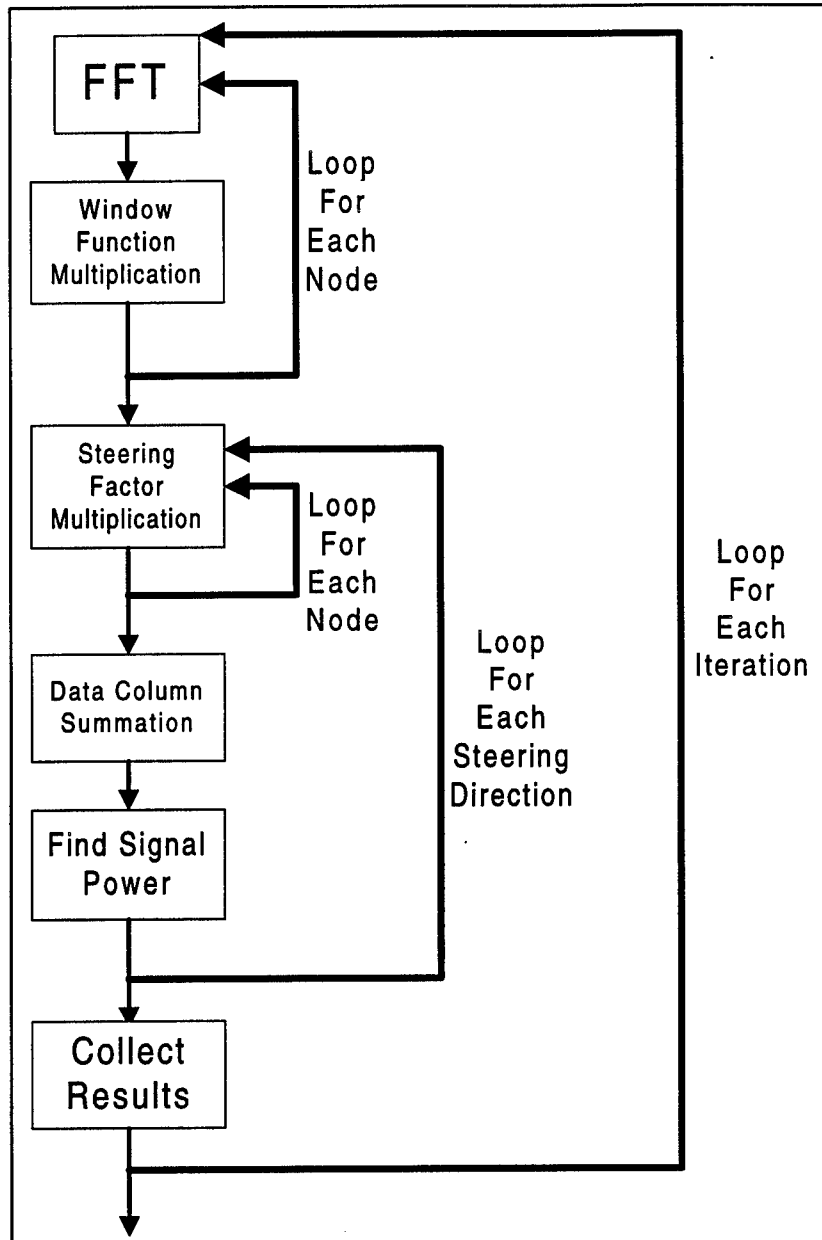 FFT
Loop
For
Each
Node
Window
Function
Multiplication
Steering
Factor
Multiplication
Loop
For
Each
Node
Loop
For
Each
Iteration
Loop
For
Each
Steering
Direction
Data Column
Summation
Find Signal
Power
Collect
Results